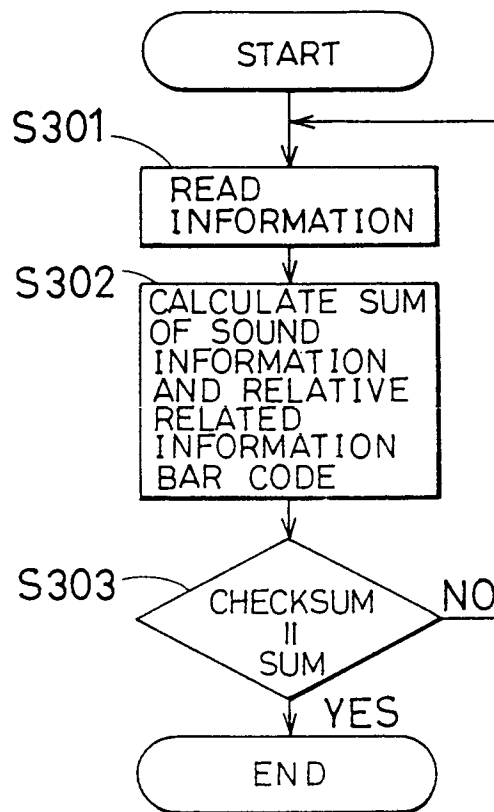 START
S301
READ
INFORMATION
S302
CALCULATE SUM
OF SOUND
INFORMATION
AND RELATIVE
RELATED
INFORMATION
BAR CODE
S303
CHECKSUM
=
SUM
NO
YES
END